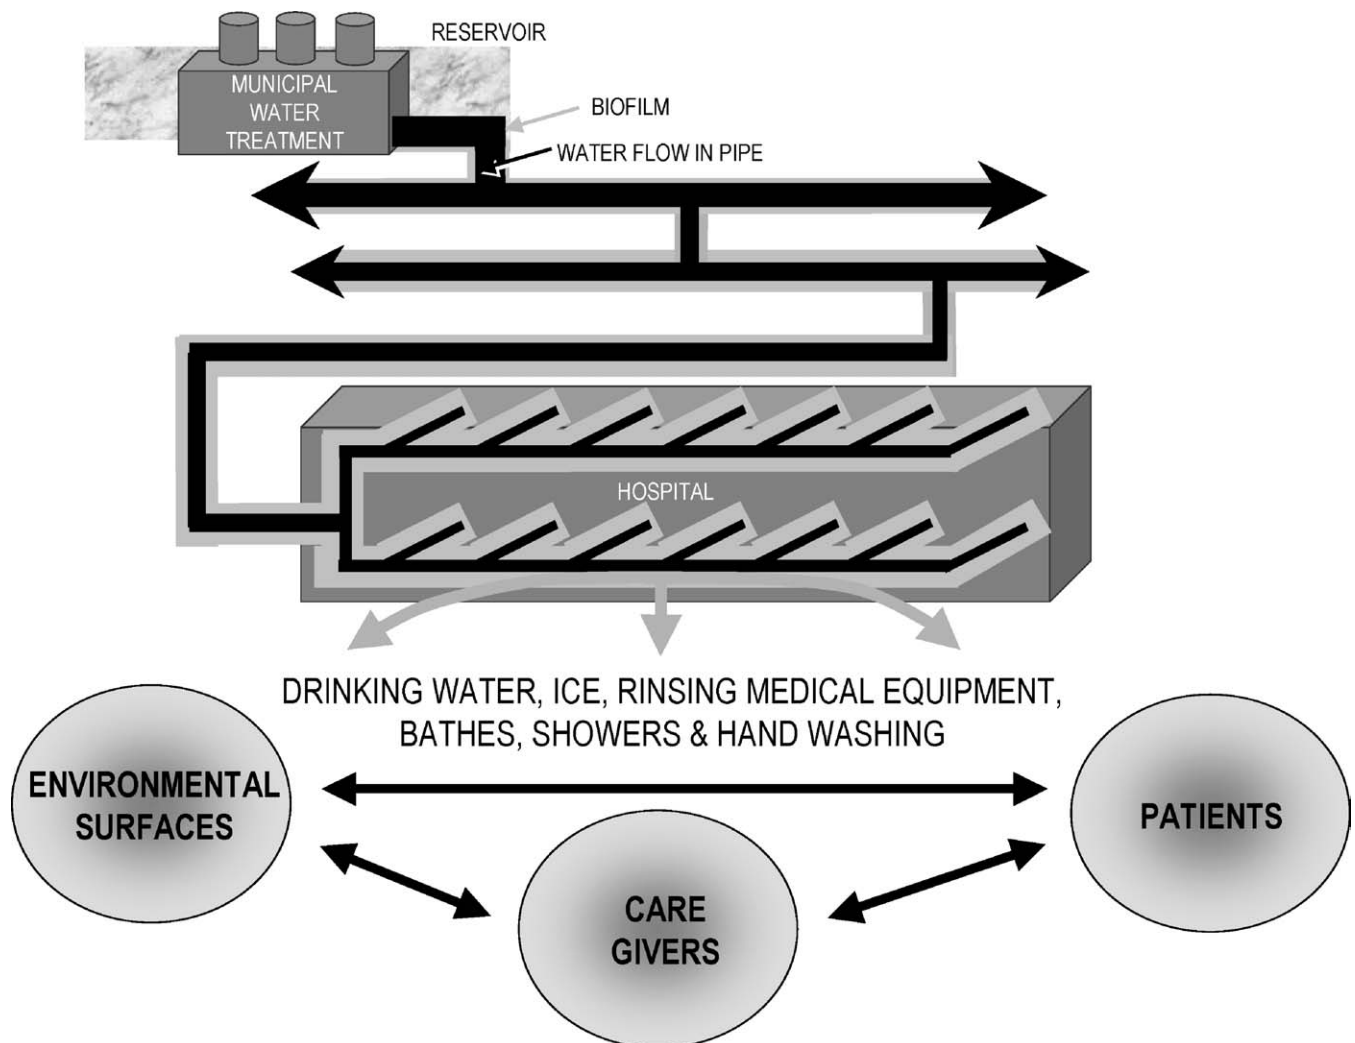 RESERVOIR
MUNICIPAL
WATER
TREATMENT
BIOFILM
WATER FLOW IN PIPE
HOSPITAL
DRINKING WATER, ICE, RINSING MEDICAL EQUIPMENT,
BATHES, SHOWERS & HAND WASHING
ENVIRONMENTAL
SURFACES
CARE
GIVERS
PATIENTS